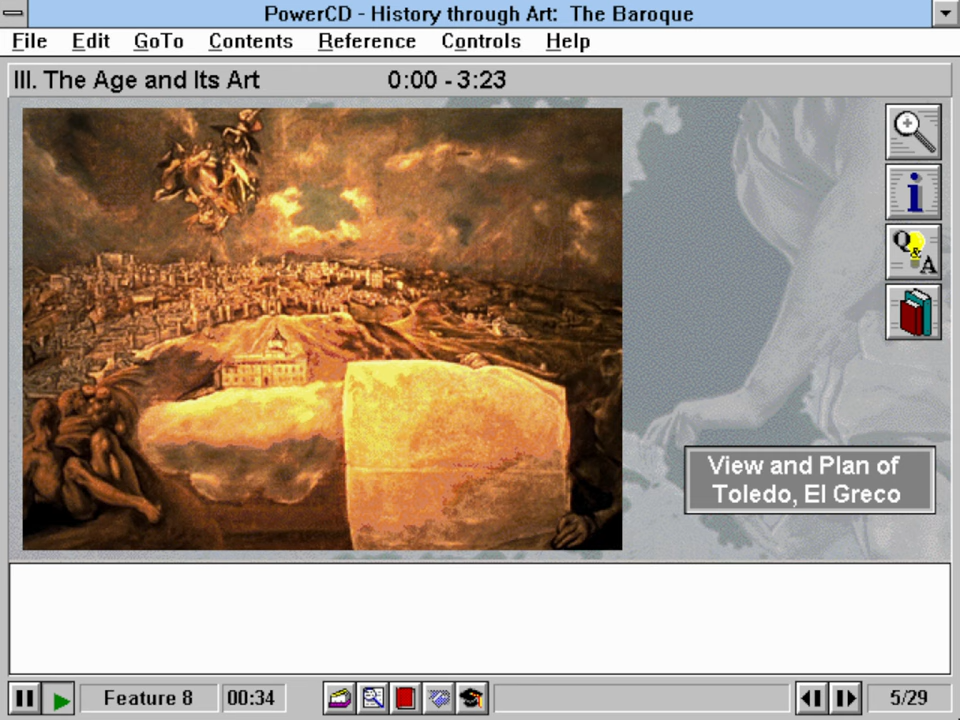 PowerCD - History through Art: The Baroque
File Edit GoTo Contents Reference Controls Help
III. The Age and Its Art 0:00 - 3:23
i
Q & A
View and Plan of
Toledo, El Greco
Feature 8 00:34 5/29